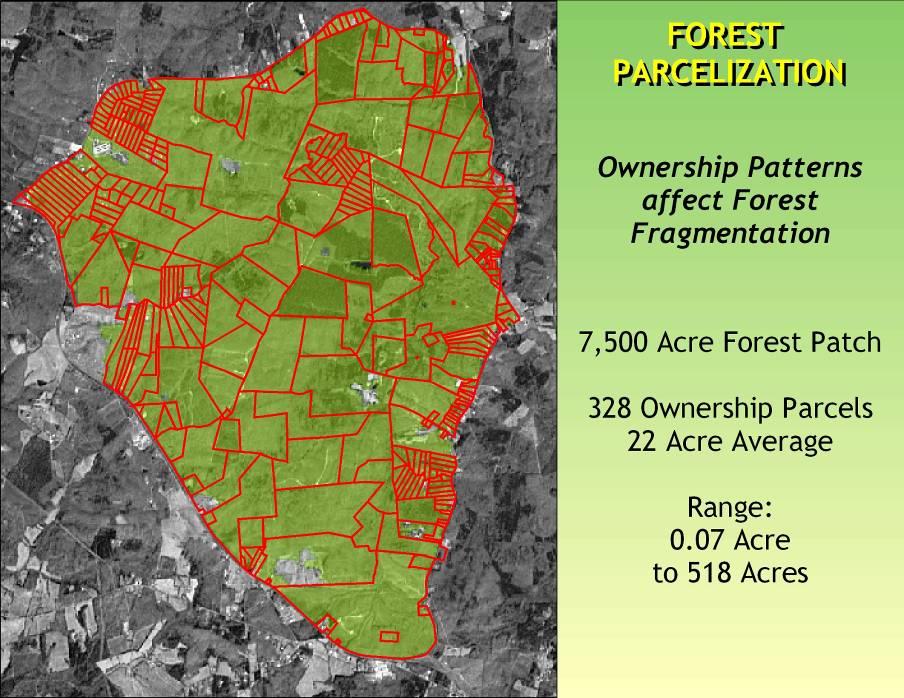 FOREST
PARCELIZATION
Ownership Patterns
affect Forest
Fragmentation
7,500 Acre Forest Patch
328 Ownership Parcels
22 Acre Average
Range:
0.07 Acre
to 518 Acres